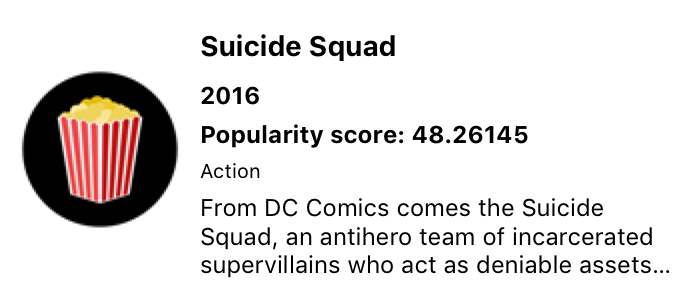 Suicide Squad
2016
Popularity score: 48.26145
Action
From DC Comics comes the Suicide
Squad, an antihero team of incarcerated
supervillains who act as deniable assets...